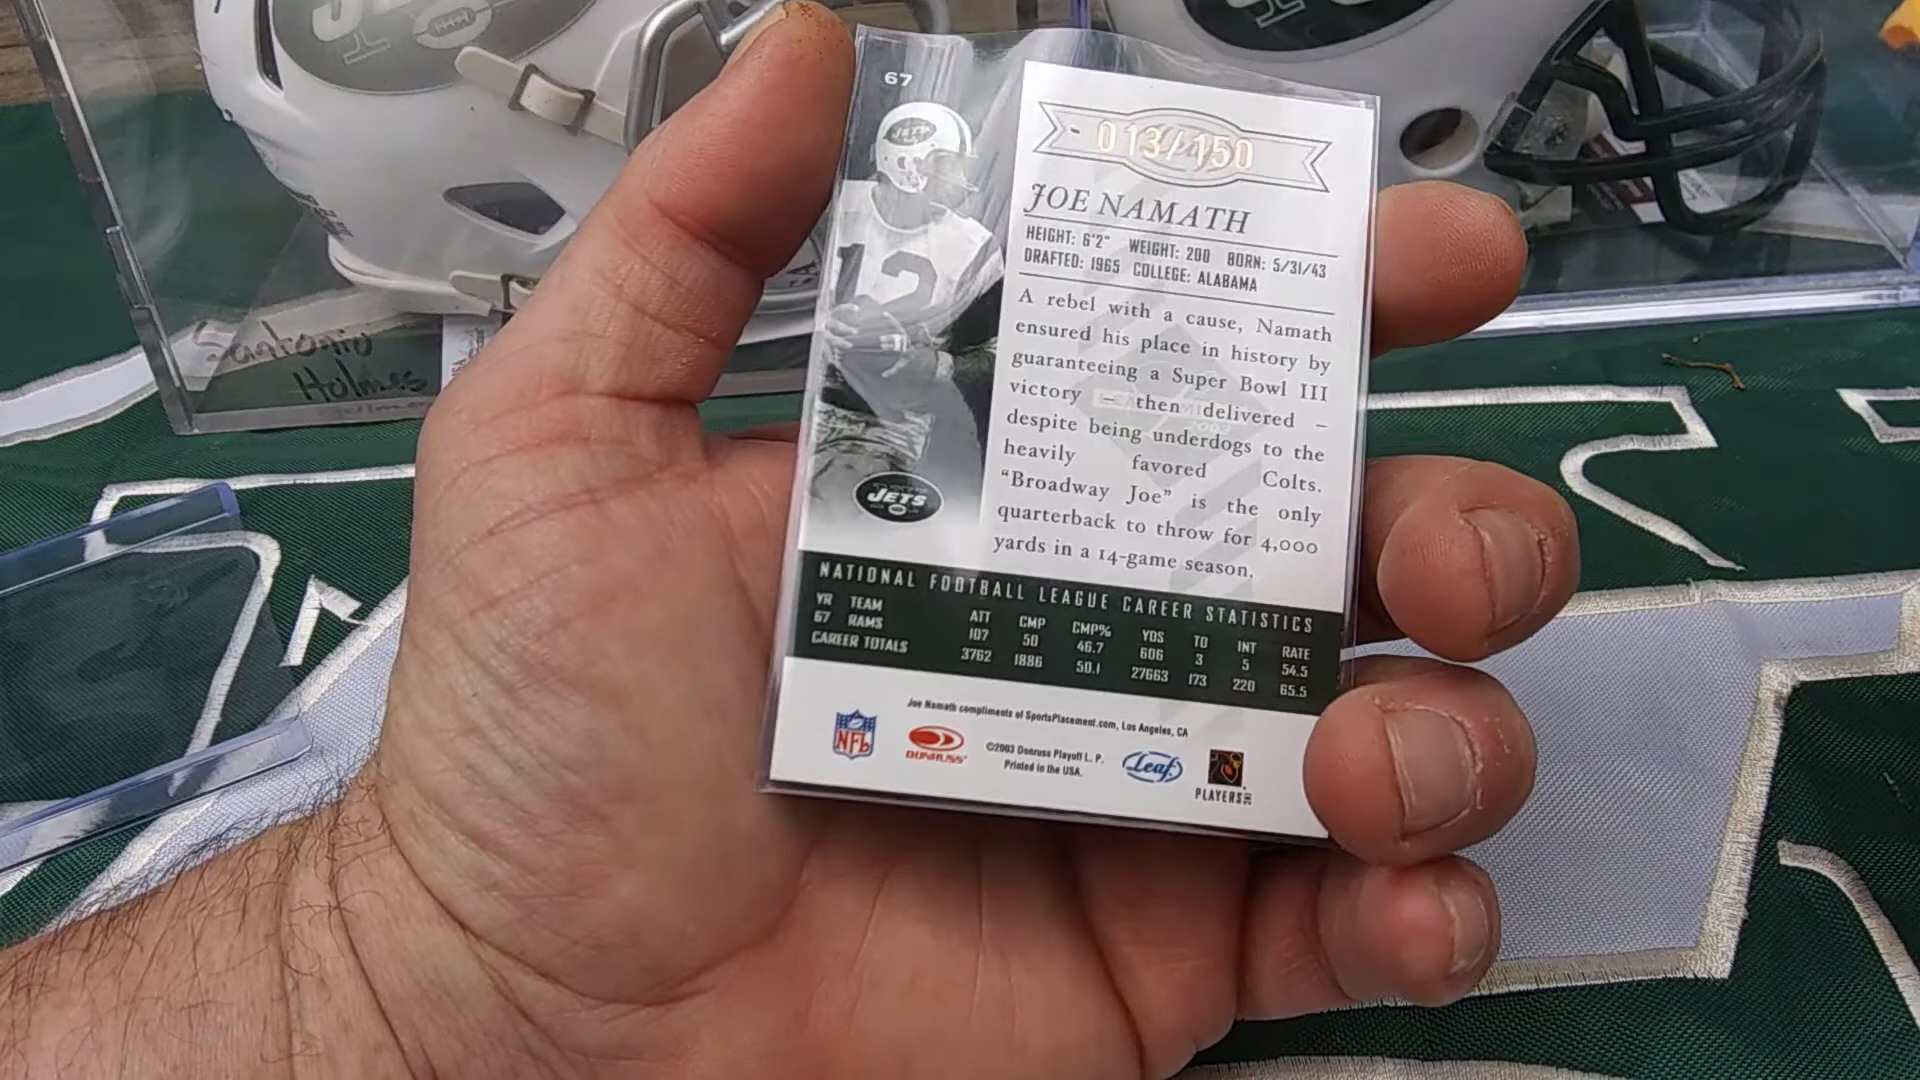 67
013/150
JOE NAMATH
HEIGHT: 6'2" WEIGHT: 200 BORN: 5/31/43
DRAFTED: 1965 COLLEGE: ALABAMA
A rebel with a cause, Namath
ensured his place in history by
guaranteeing a Super Bowl III
victory – then delivered –
despite being underdogs to the
heavily favored Colts.
“Broadway Joe” is the only
quarterback to throw for 4,000
yards in a 14-game season.
JETS
12
JETS
NATIONAL FOOTBALL LEAGUE CAREER STATISTICS
YR TEAM ATT CMP CMP% YDS TD INT RATE
67 RAMS 107 50 46.7 606 3 5 54.5
CAREER TOTALS 3762 1886 50.1 27663 173 220 65.5
Joe Namath compliments of SportsPlacement.com, Los Angeles, CA
NFL
DONRUSS
©2003 Donruss Playoff L. P.
Printed in the USA.
Leaf
PLAYERS
Santonio
Holmes